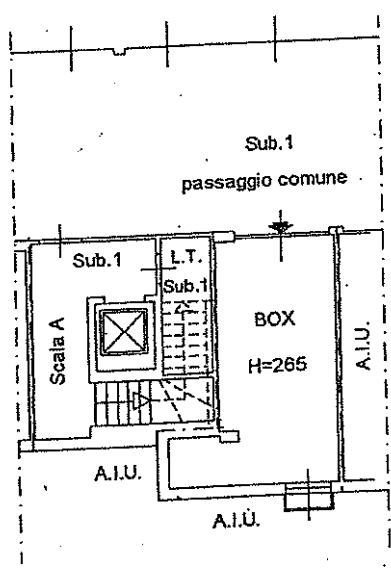 Sub.1
passaggio comune
Sub.1
L.T.
Sub.1
Scala A
BOX
H=265
A.I.U.
A.I.U.
A.I.U.